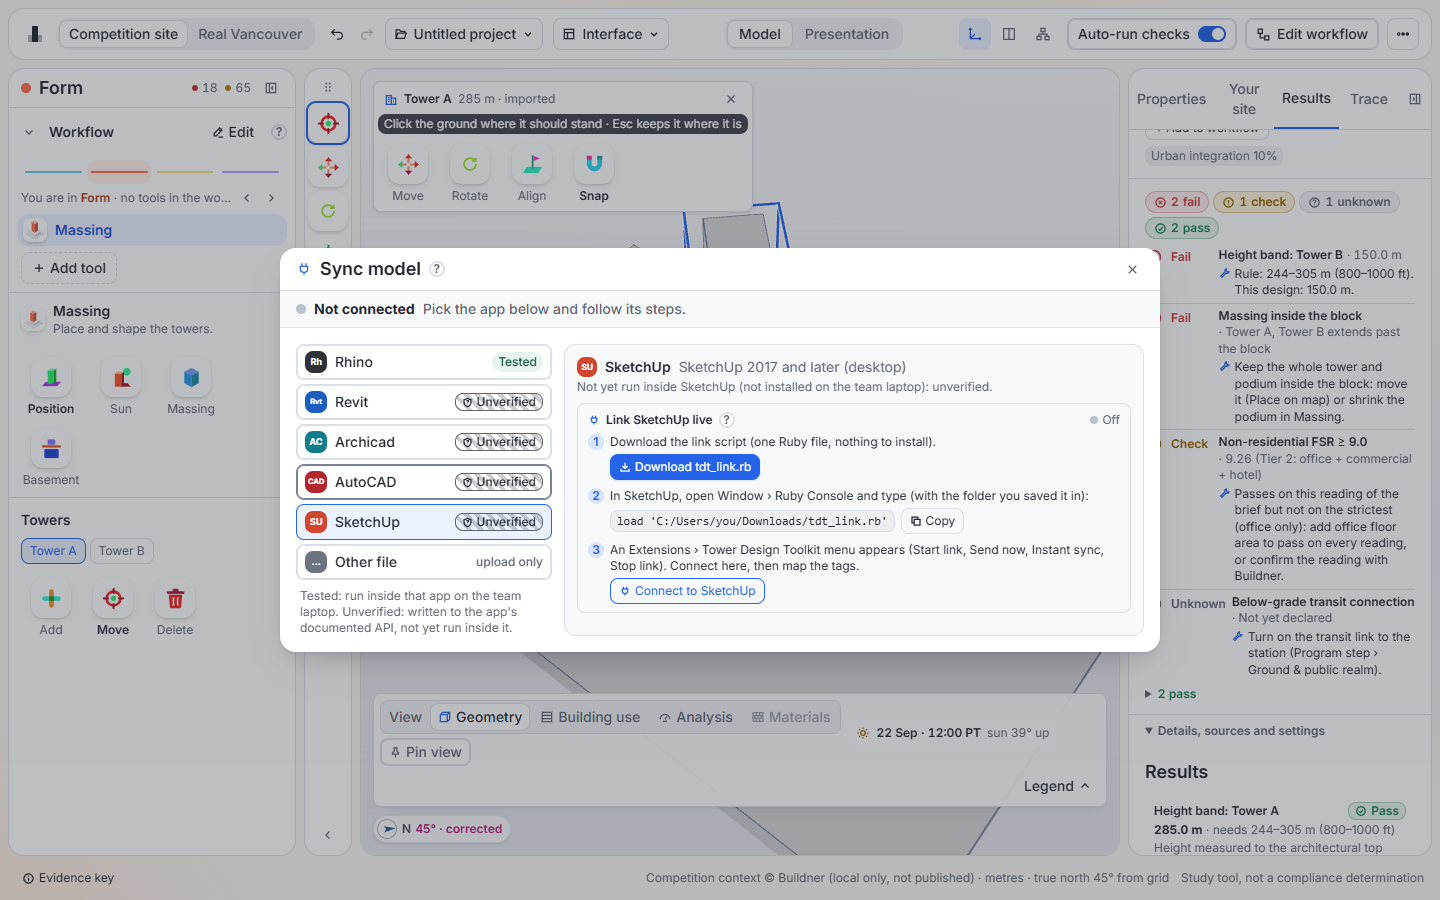 Competition site
Real Vancouver
Untitled project
Interface
Model
Presentation
Auto-run checks
Edit workflow
Form
18
65
Workflow
Edit
?
You are in Form · no tools in the wo...
Massing
+ Add tool
Massing
Place and shape the towers.
Position
Sun
Massing
Basement
Towers
Tower A
Tower B
Add
Move
Delete
Tower A 285 m · imported
Click the ground where it should stand · Esc keeps it where it is
Move
Rotate
Align
Snap
Sync model
?
Not connected Pick the app below and follow its steps.
Rh Rhino Tested
Rvt Revit Unverified
AC Archicad Unverified
CAD AutoCAD Unverified
SU SketchUp Unverified
... Other file upload only
Tested: run inside that app on the team
laptop. Unverified: written to the app's
documented API, not yet run inside it.
SU SketchUp SketchUp 2017 and later (desktop)
Not yet run inside SketchUp (not installed on the team laptop): unverified.
Link SketchUp live ? Off
1 Download the link script (one Ruby file, nothing to install).
Download tdt_link.rb
2 In SketchUp, open Window › Ruby Console and type (with the folder you saved it in):
load 'C:/Users/you/Downloads/tdt_link.rb' Copy
3 An Extensions › Tower Design Toolkit menu appears (Start link, Send now, Instant sync,
Stop link). Connect here, then map the tags.
Connect to SketchUp
View
Geometry
Building use
Analysis
Materials
Pin view
22 Sep · 12:00 PT sun 39° up
Legend
N 45° · corrected
Properties
Your
site
Results
Trace
+ Add to workflow
Urban integration 10%
2 fail
1 check
1 unknown
2 pass
Fail Height band: Tower B · 150.0 m
Rule: 244–305 m (800–1000 ft).
This design: 150.0 m.
Fail Massing inside the block
· Tower A, Tower B extends past
the block
Keep the whole tower and
podium inside the block: move
it (Place on map) or shrink the
podium in Massing.
Check Non-residential FSR ≥ 9.0
· 9.26 (Tier 2: office + commercial
+ hotel)
Passes on this reading of the
brief but not on the strictest
(office only): add office floor
area to pass on every reading,
or confirm the reading with
Buildner.
Unknown Below-grade transit connection
· Not yet declared
Turn on the transit link to the
station (Program step ›
Ground & public realm).
2 pass
Details, sources and settings
Results
Height band: Tower A Pass
285.0 m · needs 244–305 m (800–1000 ft)
Height measured to the architectural top
Evidence key
Competition context © Buildner (local only, not published) · metres · true north 45° from grid
Study tool, not a compliance determination